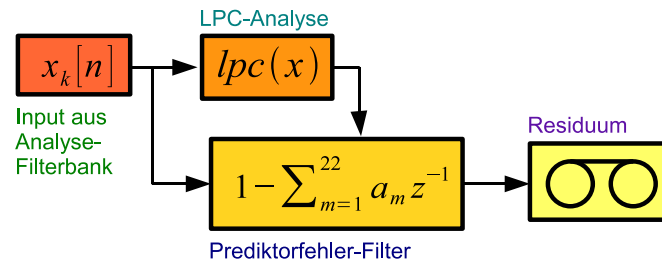 LPC-Analyse
x_k[n]
lpc(x)
Input aus
Analyse-
Filterbank
Residuum
1−∑_{m=1}^{22} a_m z^{-1}
Prediktorfehler-Filter